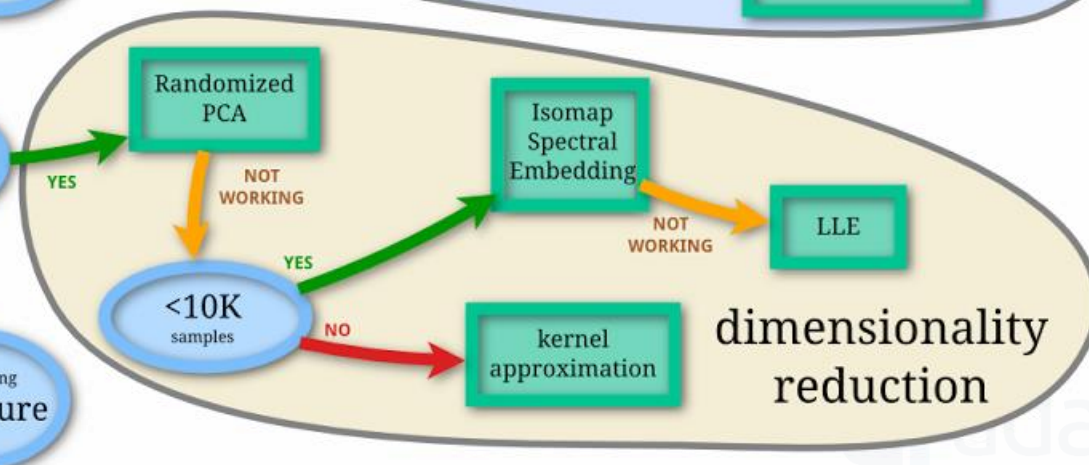 Randomized
PCA
YES
NOT
WORKING
Isomap
Spectral
Embedding
NOT
WORKING
LLE
YES
<10K
samples
NO
kernel
approximation
dimensionality
reduction
ng
ure